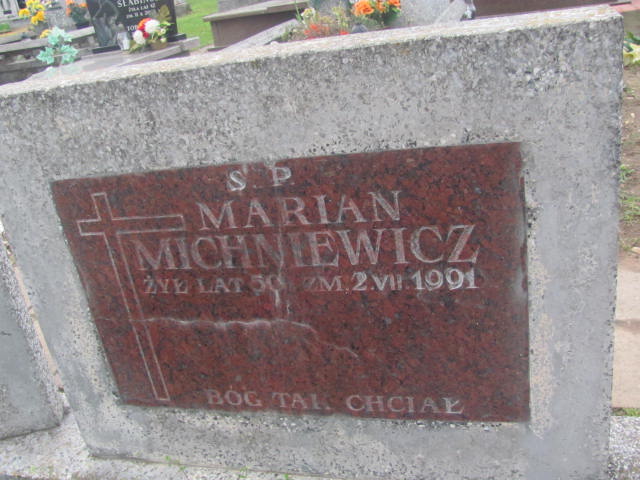 Ś. P.
MARIAN
MICHNIEWICZ
ŻYŁ LAT 50 ZM. 2.VII 1991
BÓG TAK CHCIAŁ